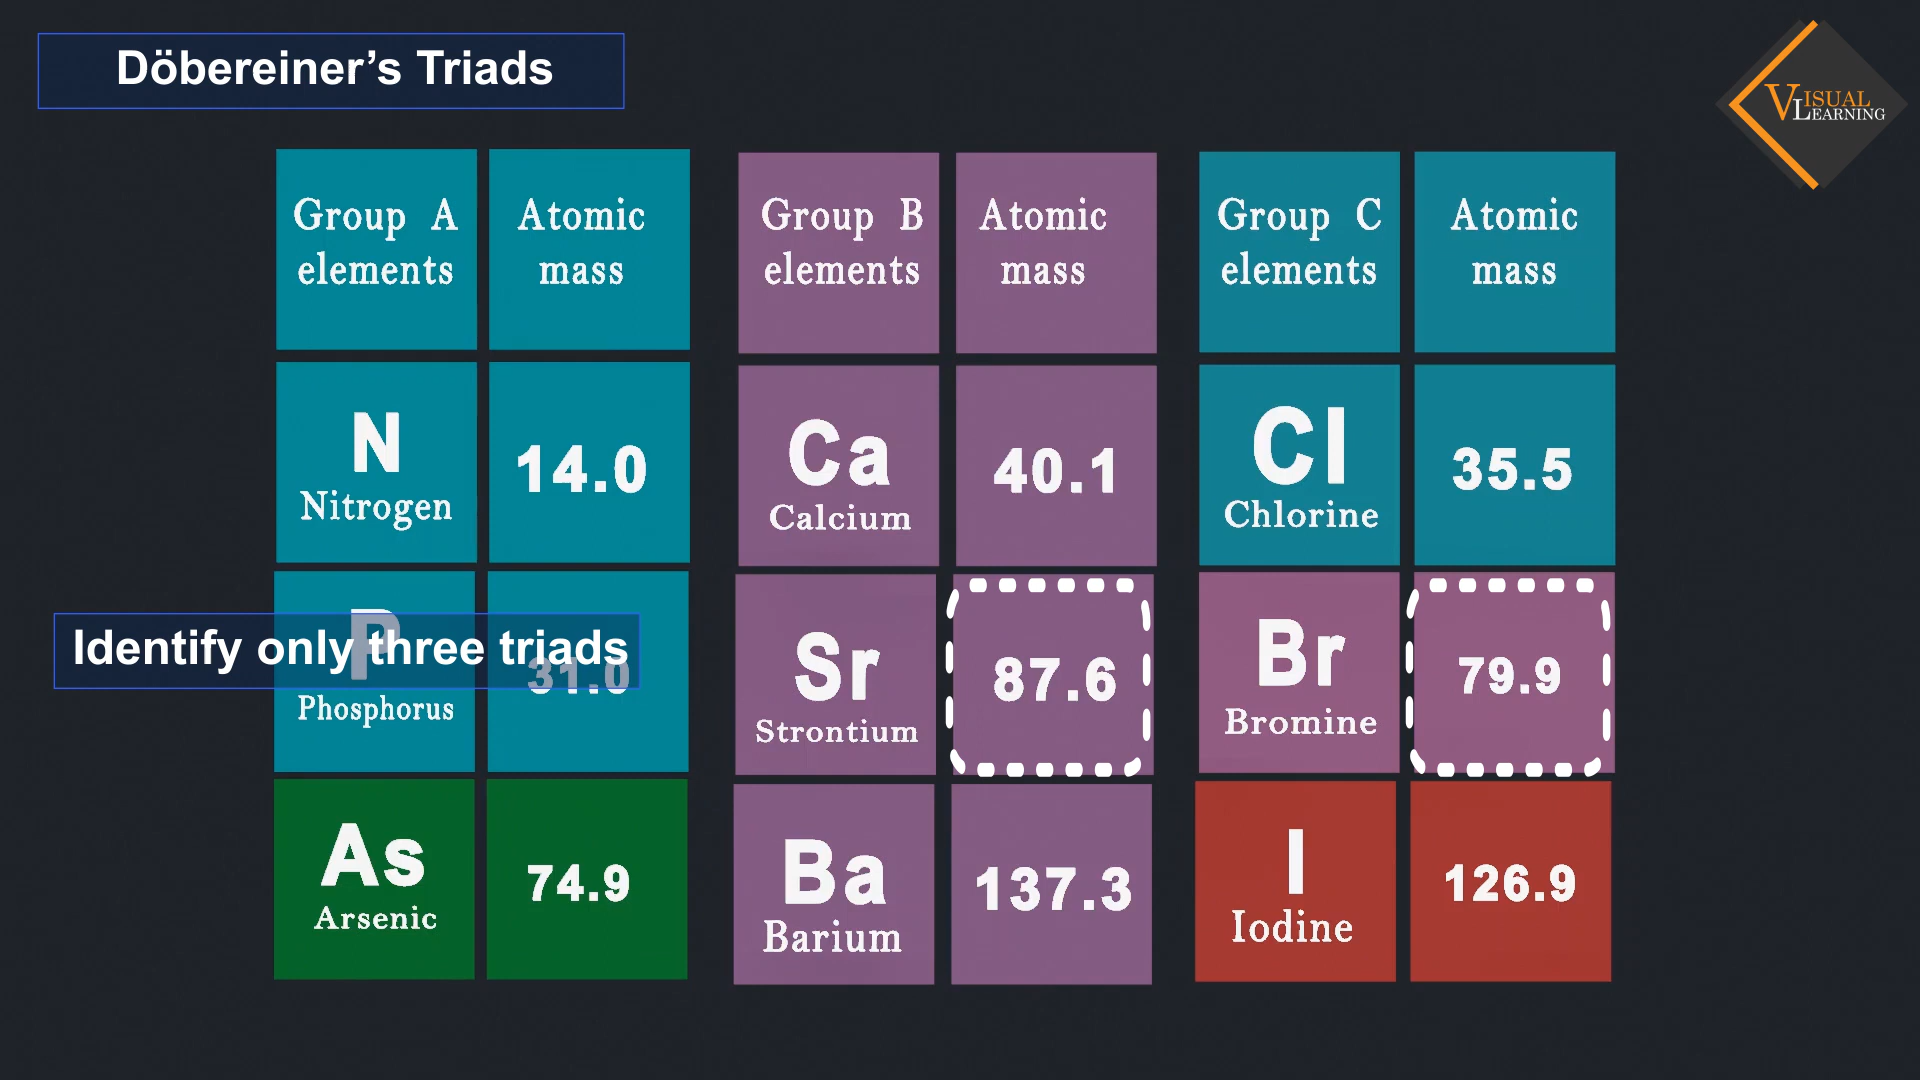 Döbereiner’s Triads
VISUAL
LEARNING
Group A
elements
Atomic
mass
Group B
elements
Atomic
mass
Group C
elements
Atomic
mass
N
Nitrogen
14.0
Ca
Calcium
40.1
Cl
Chlorine
35.5
P
Phosphorus
31.0
Identify only three triads
Sr
Strontium
87.6
Br
Bromine
79.9
As
Arsenic
74.9
Ba
Barium
137.3
I
Iodine
126.9